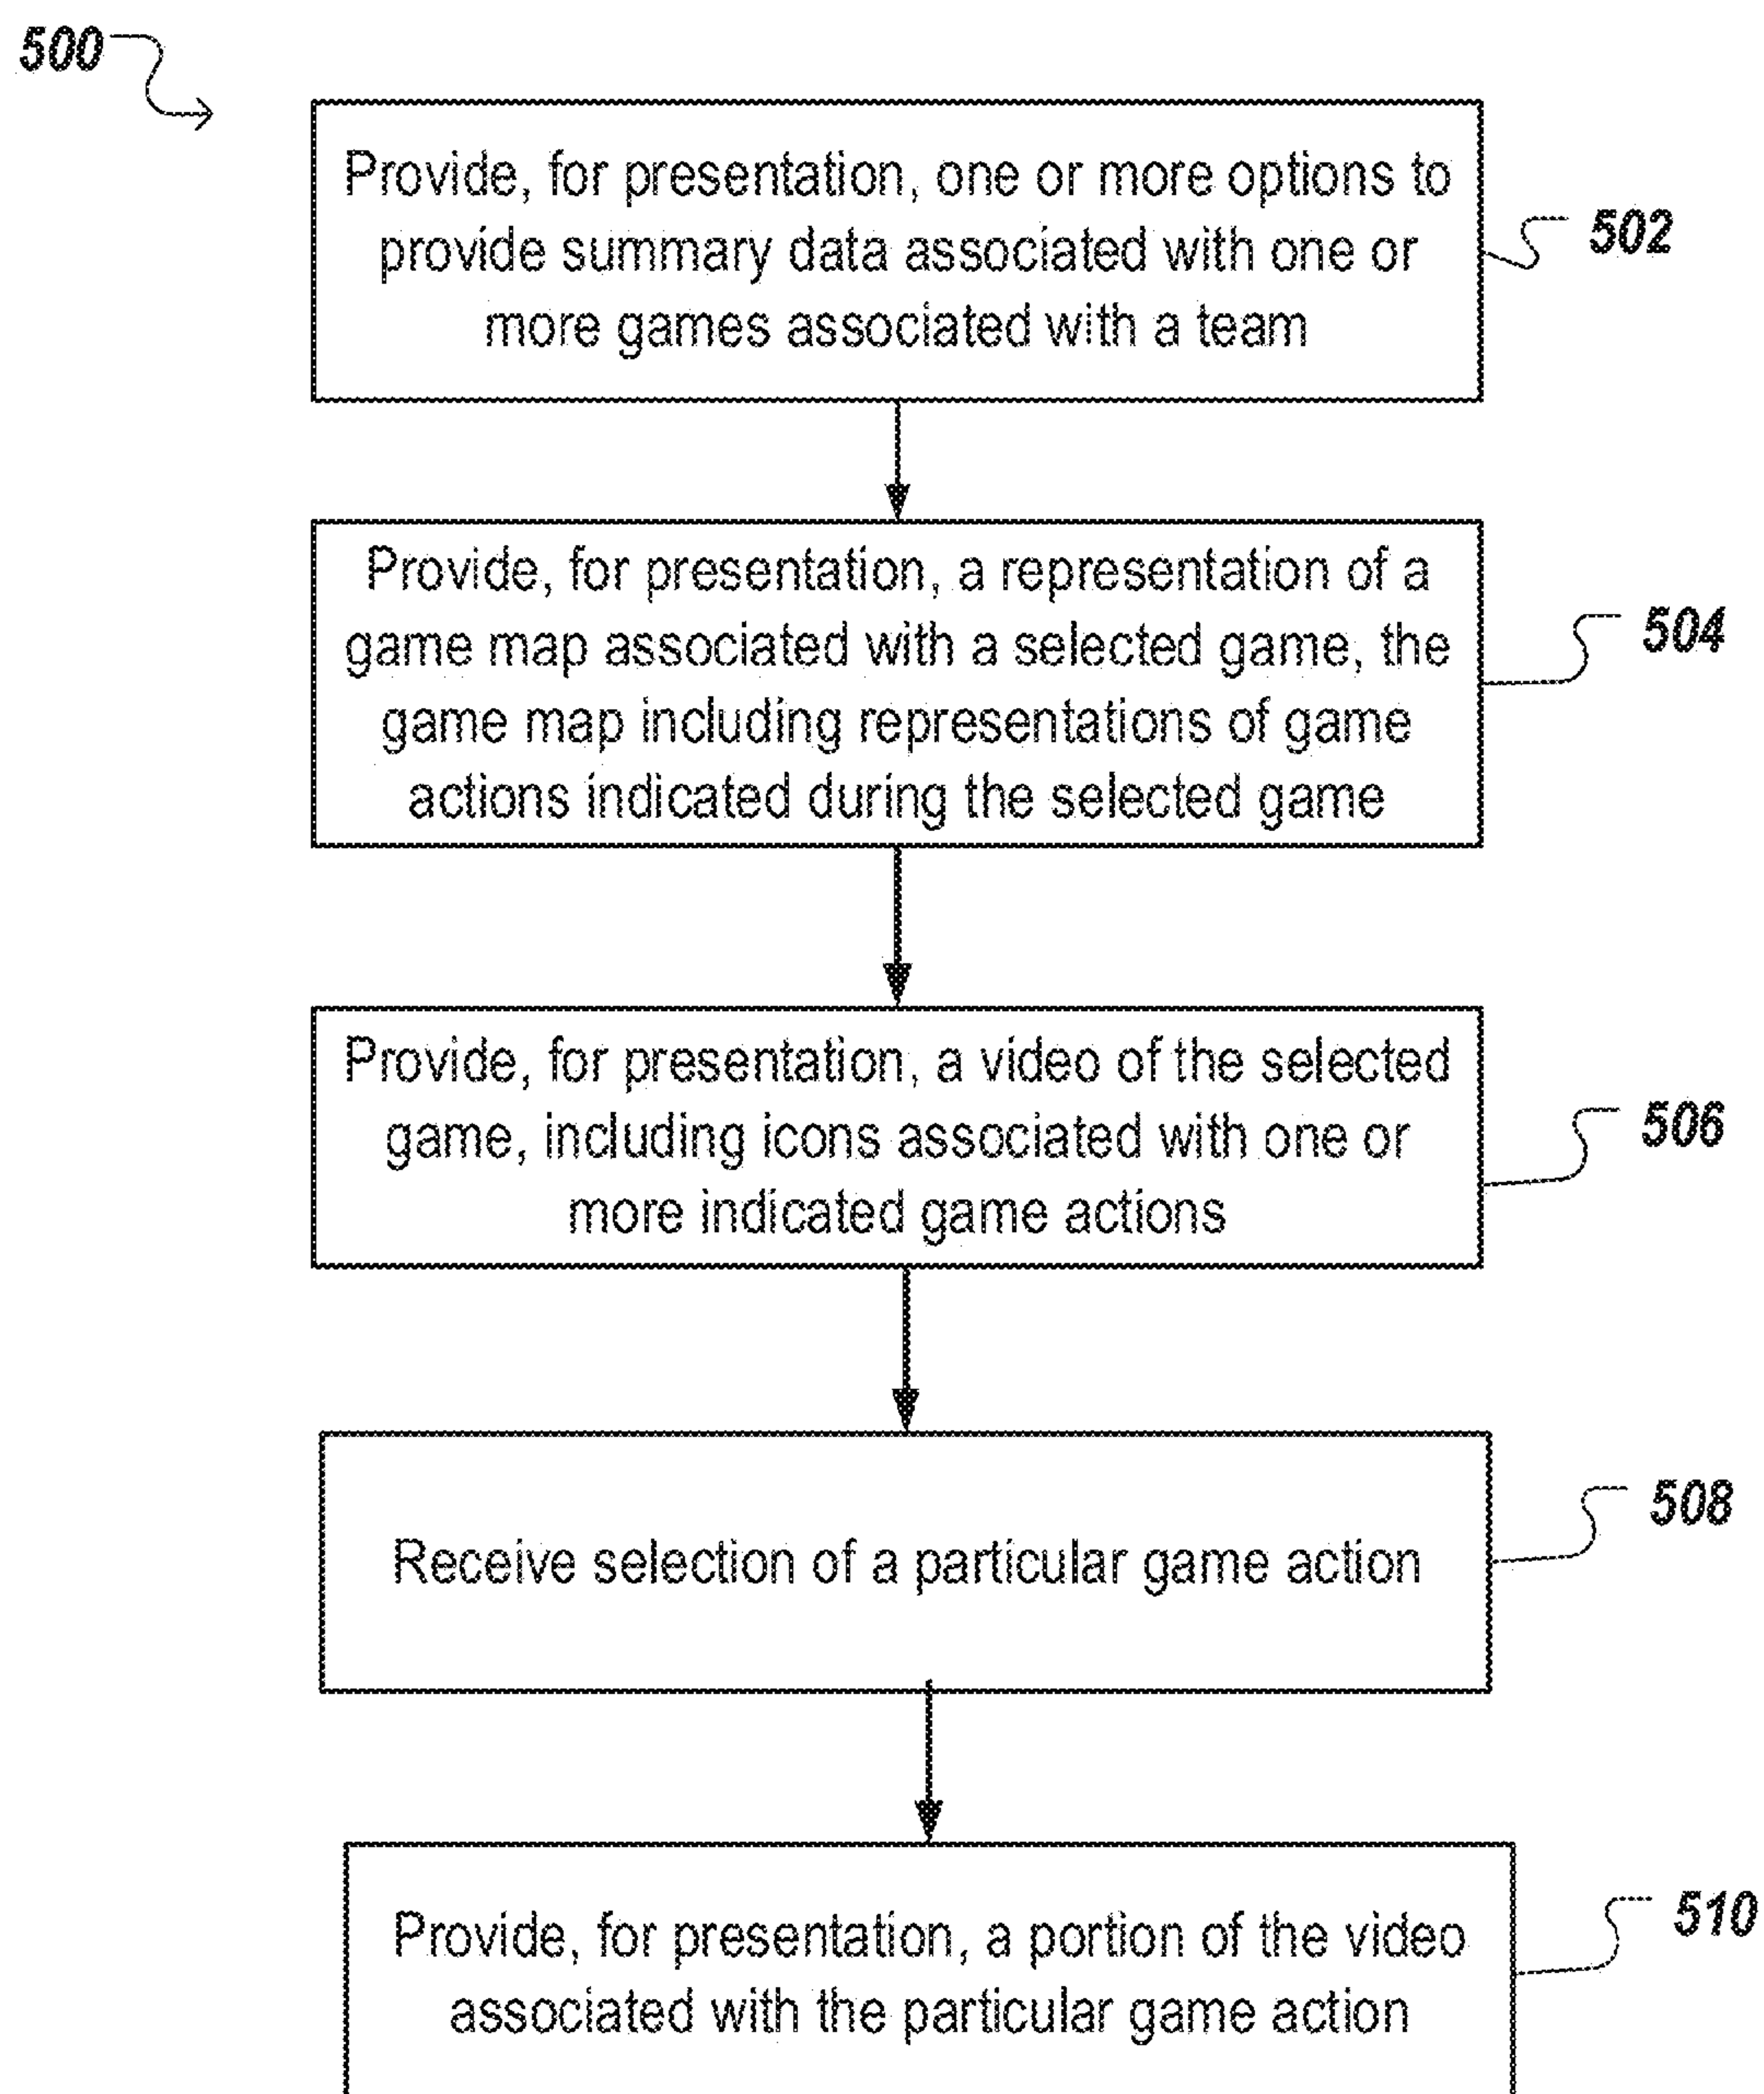 500
Provide, for presentation, one or more options to
provide summary data associated with one or
more games associated with a team
502
Provide, for presentation, a representation of a
game map associated with a selected game, the
game map including representations of game
actions indicated during the selected game
504
Provide, for presentation, a video of the selected
game, including icons associated with one or
more indicated game actions
506
Receive selection of a particular game action
508
Provide, for presentation, a portion of the video
associated with the particular game action
510